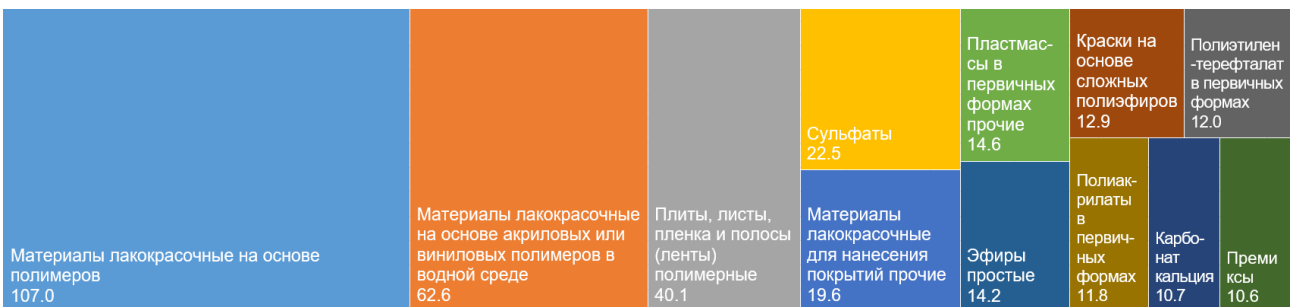 Материалы лакокрасочные на основе
полимеров
107.0
Материалы лакокрасочные
на основе акриловых или
виниловых полимеров в
водной среде
62.6
Плиты, листы,
пленка и полосы
(ленты)
полимерные
40.1
Сульфаты
22.5
Материалы
лакокрасочные
для нанесения
покрытий прочие
19.6
Пластмас-
сы в
первичных
формах
прочие
14.6
Эфиры
простые
14.2
Краски на
основе
сложных
полиэфиров
12.9
Полиэтилен
-терефталат
в первичных
формах
12.0
Полиак-
рилаты
в
первич-
ных
формах
11.8
Карбо-
нат
кальция
10.7
Преми
ксы
10.6